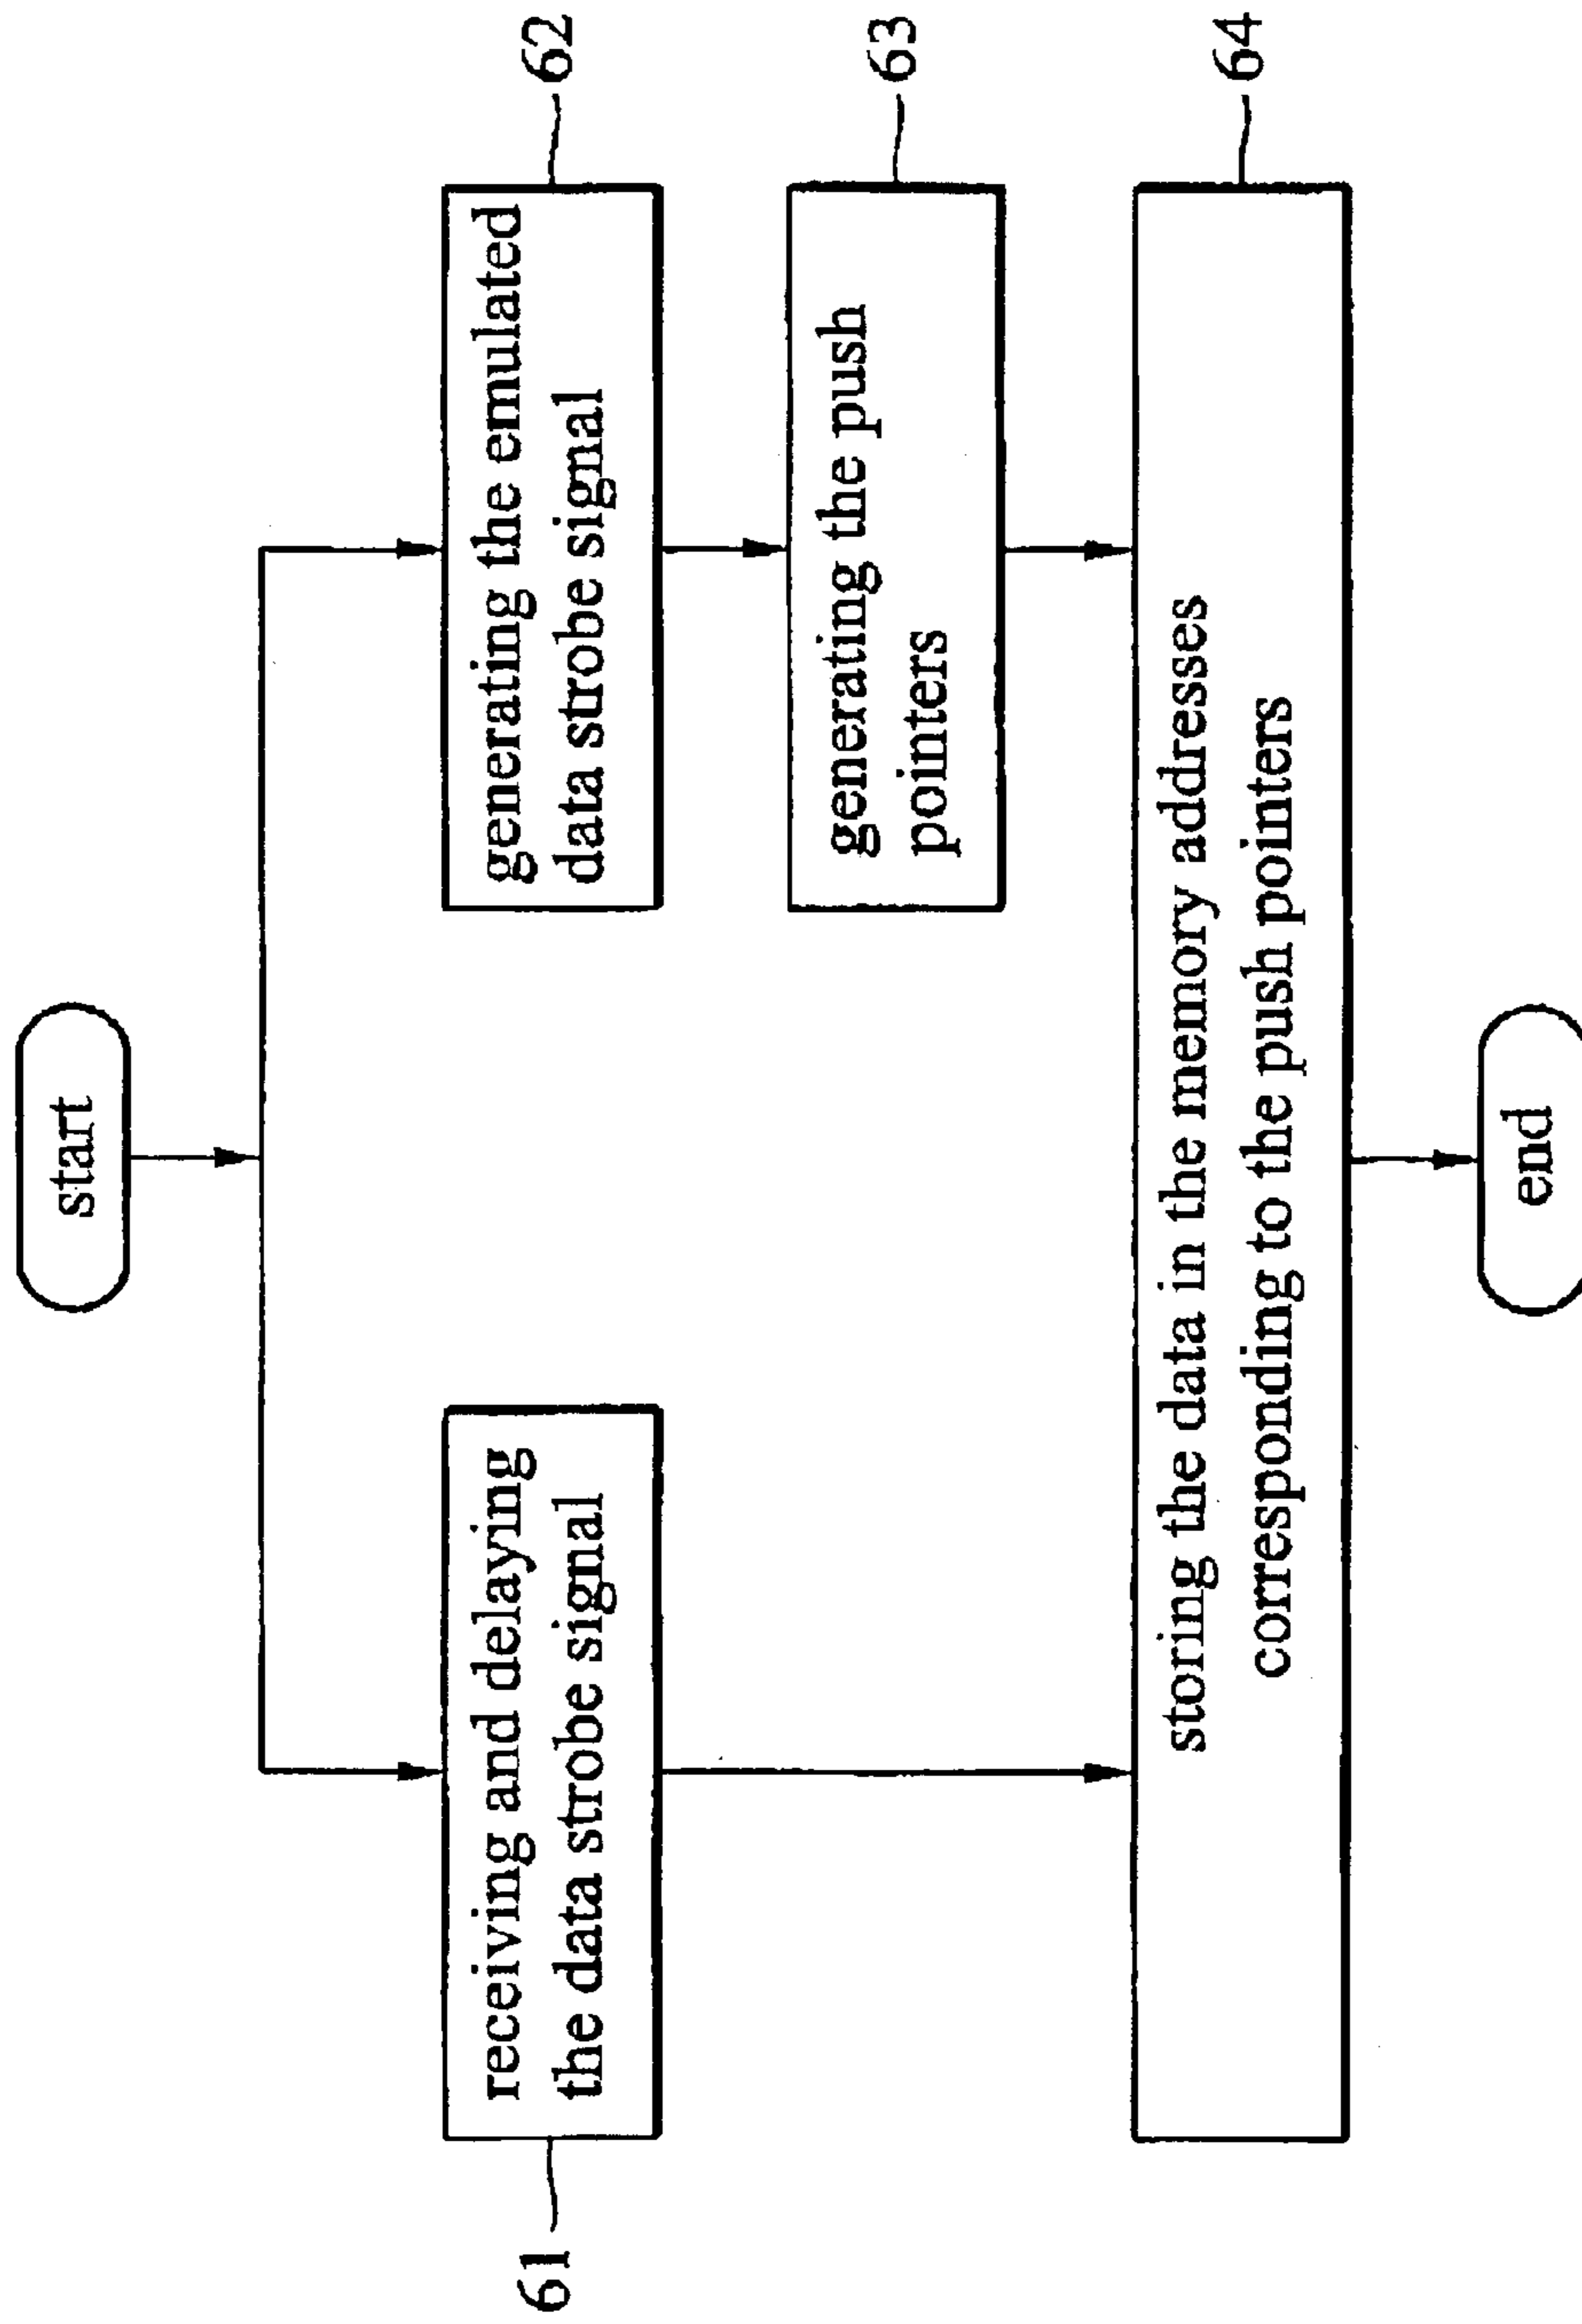 start
61
receiving and delaying
the data strobe signal
generating the emulated
data strobe signal
62
generating the push
pointers
63
storing the data in the memory addresses
corresponding to the push pointers
64
end